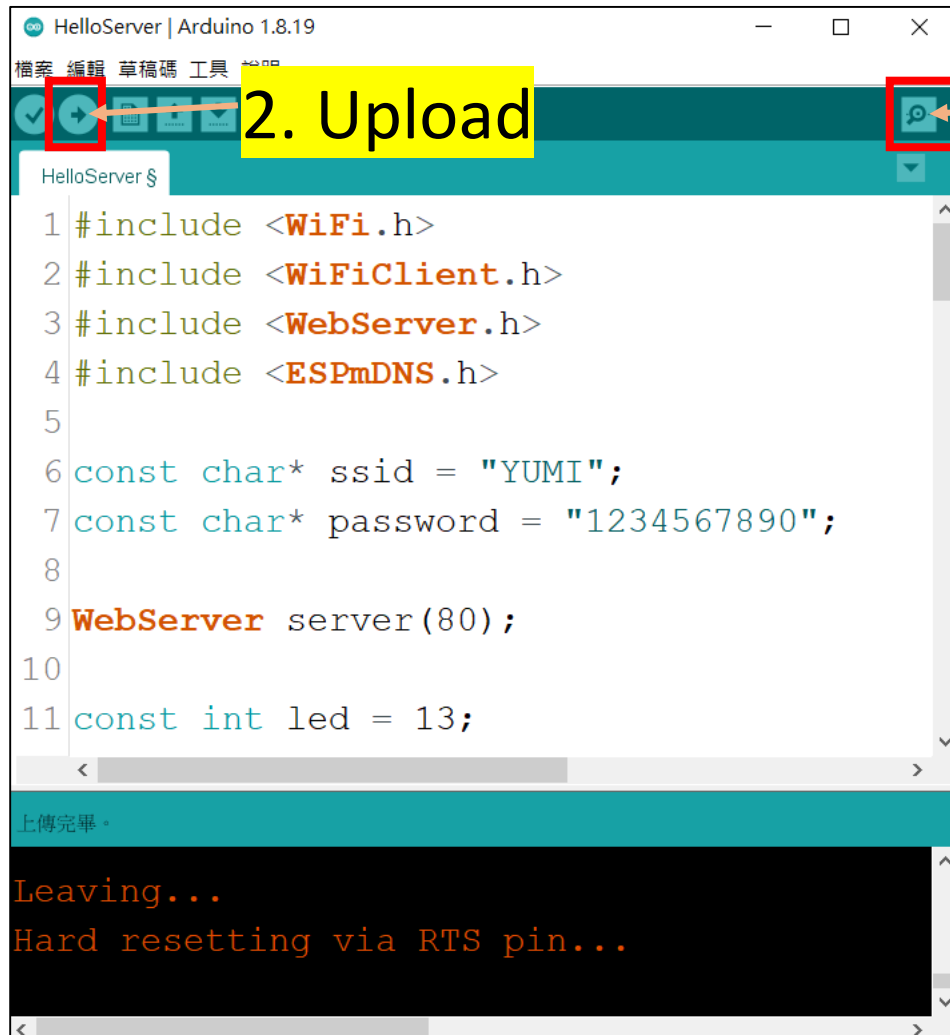 HelloServer | Arduino 1.8.19
檔案 編輯 草稿碼 工具
2. Upload
HelloServer §
1 #include <WiFi.h>
2 #include <WiFiClient.h>
3 #include <WebServer.h>
4 #include <ESPmDNS.h>
5
6 const char* ssid = "YUMI";
7 const char* password = "1234567890";
8
9 WebServer server(80);
10
11 const int led = 13;
上傳完畢。
Leaving...
Hard resetting via RTS pin...